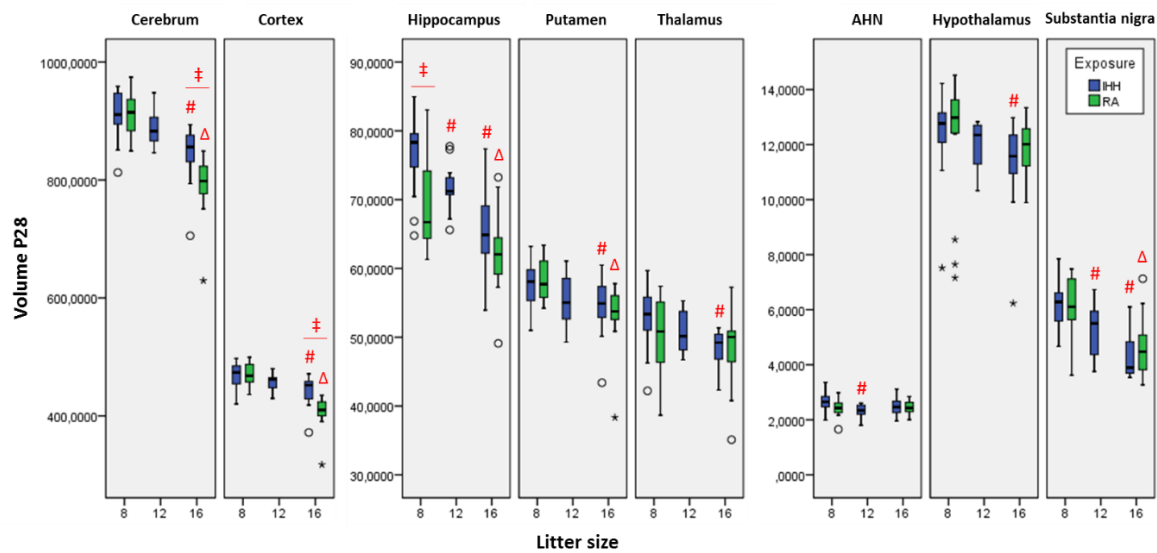 Cerebrum Cortex Hippocampus Putamen Thalamus AHN Hypothalamus Substantia nigra
Exposure
IHH
RA
Volume P28
1000,0000
800,0000
600,0000
400,0000
90,0000
80,0000
70,0000
60,0000
50,0000
40,0000
30,0000
14,0000
12,0000
10,0000
8,0000
6,0000
4,0000
2,0000
,0000
‡
#
Δ
‡
#
Δ
‡
#
#
Δ
#
Δ
#
#
#
#
#
Δ
8 12 16 8 12 16 8 12 16 8 12 16 8 12 16 8 12 16 8 12 16 8 12 16
Litter size